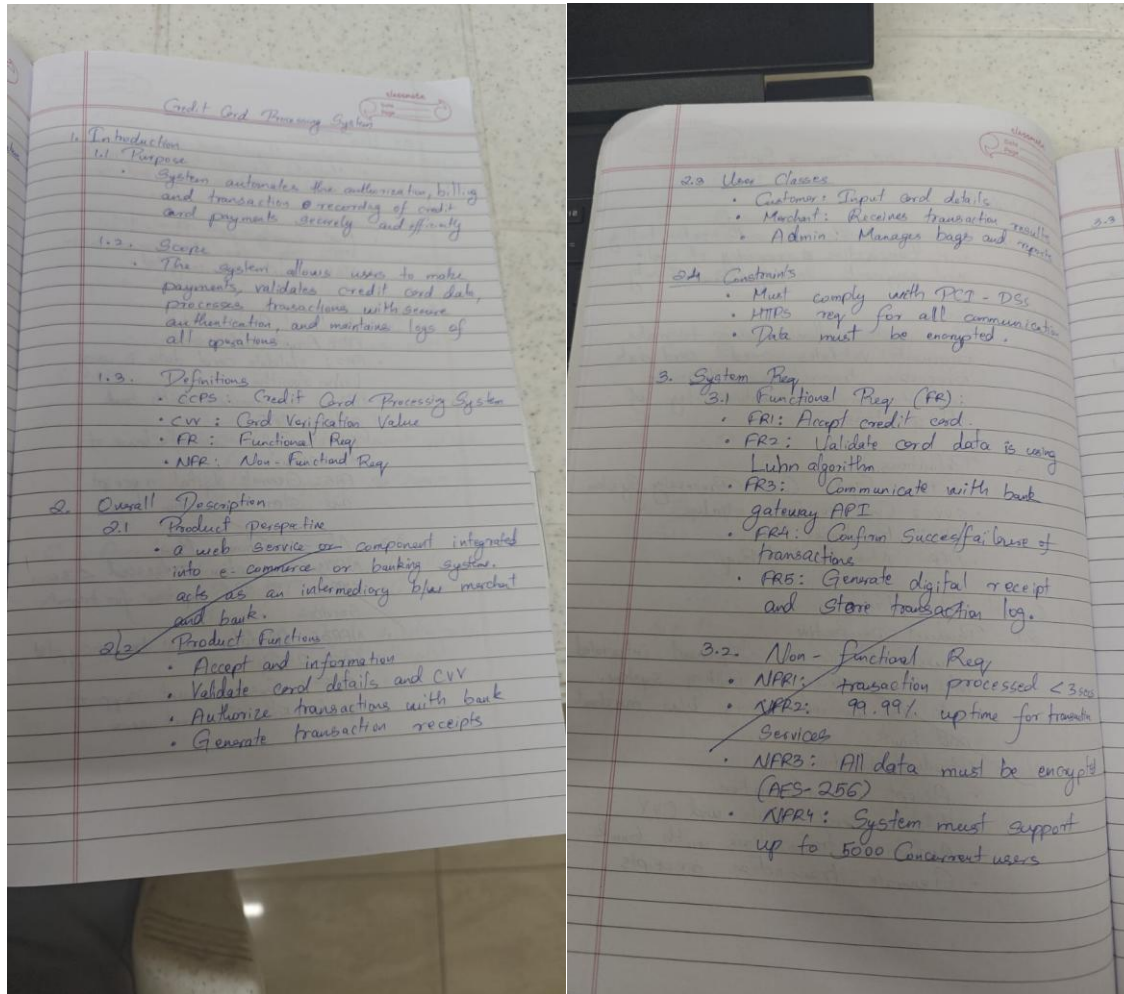 classmate
Date
Page
Credit Card Processing System
1. Introduction
1.1 Purpose
• System automates the authorization, billing
and transaction recording of credit
card payments securely and efficiently
1.2. Scope
• The system allows users to make
payments, validates credit card data,
processes transactions with secure
authentication, and maintains logs of
all operations.
1.3. Definitions
• CCPS : Credit Card Processing System
• CVV : Card Verification Value
• FR : Functional Req
• NFR : Non-Functional Req
2. Overall Description
2.1 Product perspective
• a web service or component integrated
into e-commerce or banking system.
acts as an intermediary b/w merchant
and bank.
2.2 Product Functions
• Accept and information
• Validate card details and CVV
• Authorize transactions with bank
• Generate transaction receipts
classmate
Date
Page
2.3 User Classes
• Customer : Input card details
• Merchant : Receives transaction results
• Admin : Manages bags and reports
2.4 Constraints
• Must comply with PCI-DSS
• HTTPS req for all communication
• Data must be encrypted.
3. System Req
3.1 Functional Req (FR) :
• FR1: Accept credit card.
• FR2: Validate card data is using
Luhn algorithm
• FR3: Communicate with bank
gateway API
• FR4: Confirm Succes/failure of
transactions
• FR5: Generate digital receipt
and store transaction log.
3.2. Non-functional Req
• NFR1: transaction processed <3secs
• NFR2: 99.99% uptime for transaction
Services
• NFR3: All data must be encrypted
(AES-256)
• NFR4: System must support
up to 5000 Concurrent users
3.3